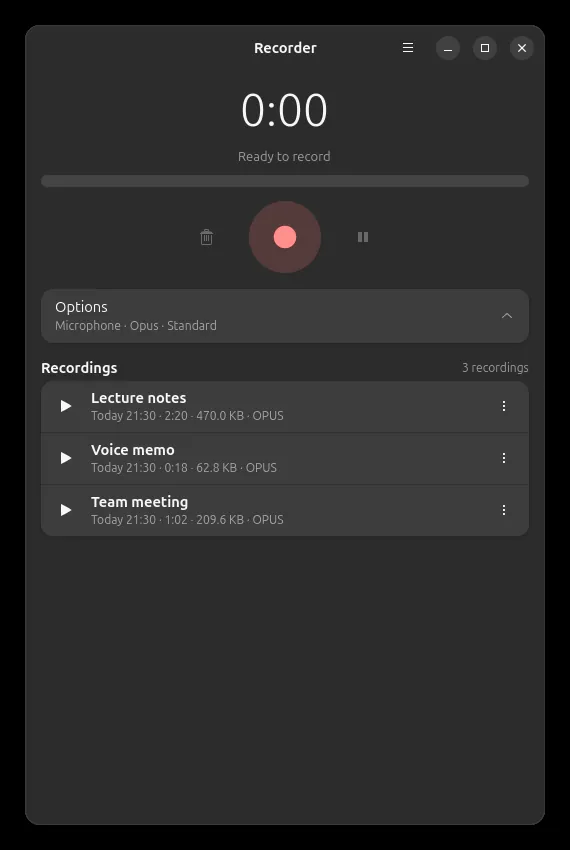 Recorder
0:00
Ready to record
Options
Microphone · Opus · Standard
Recordings
3 recordings
Lecture notes
Today 21:30 · 2:20 · 470.0 KB · OPUS
Voice memo
Today 21:30 · 0:18 · 62.8 KB · OPUS
Team meeting
Today 21:30 · 1:02 · 209.6 KB · OPUS